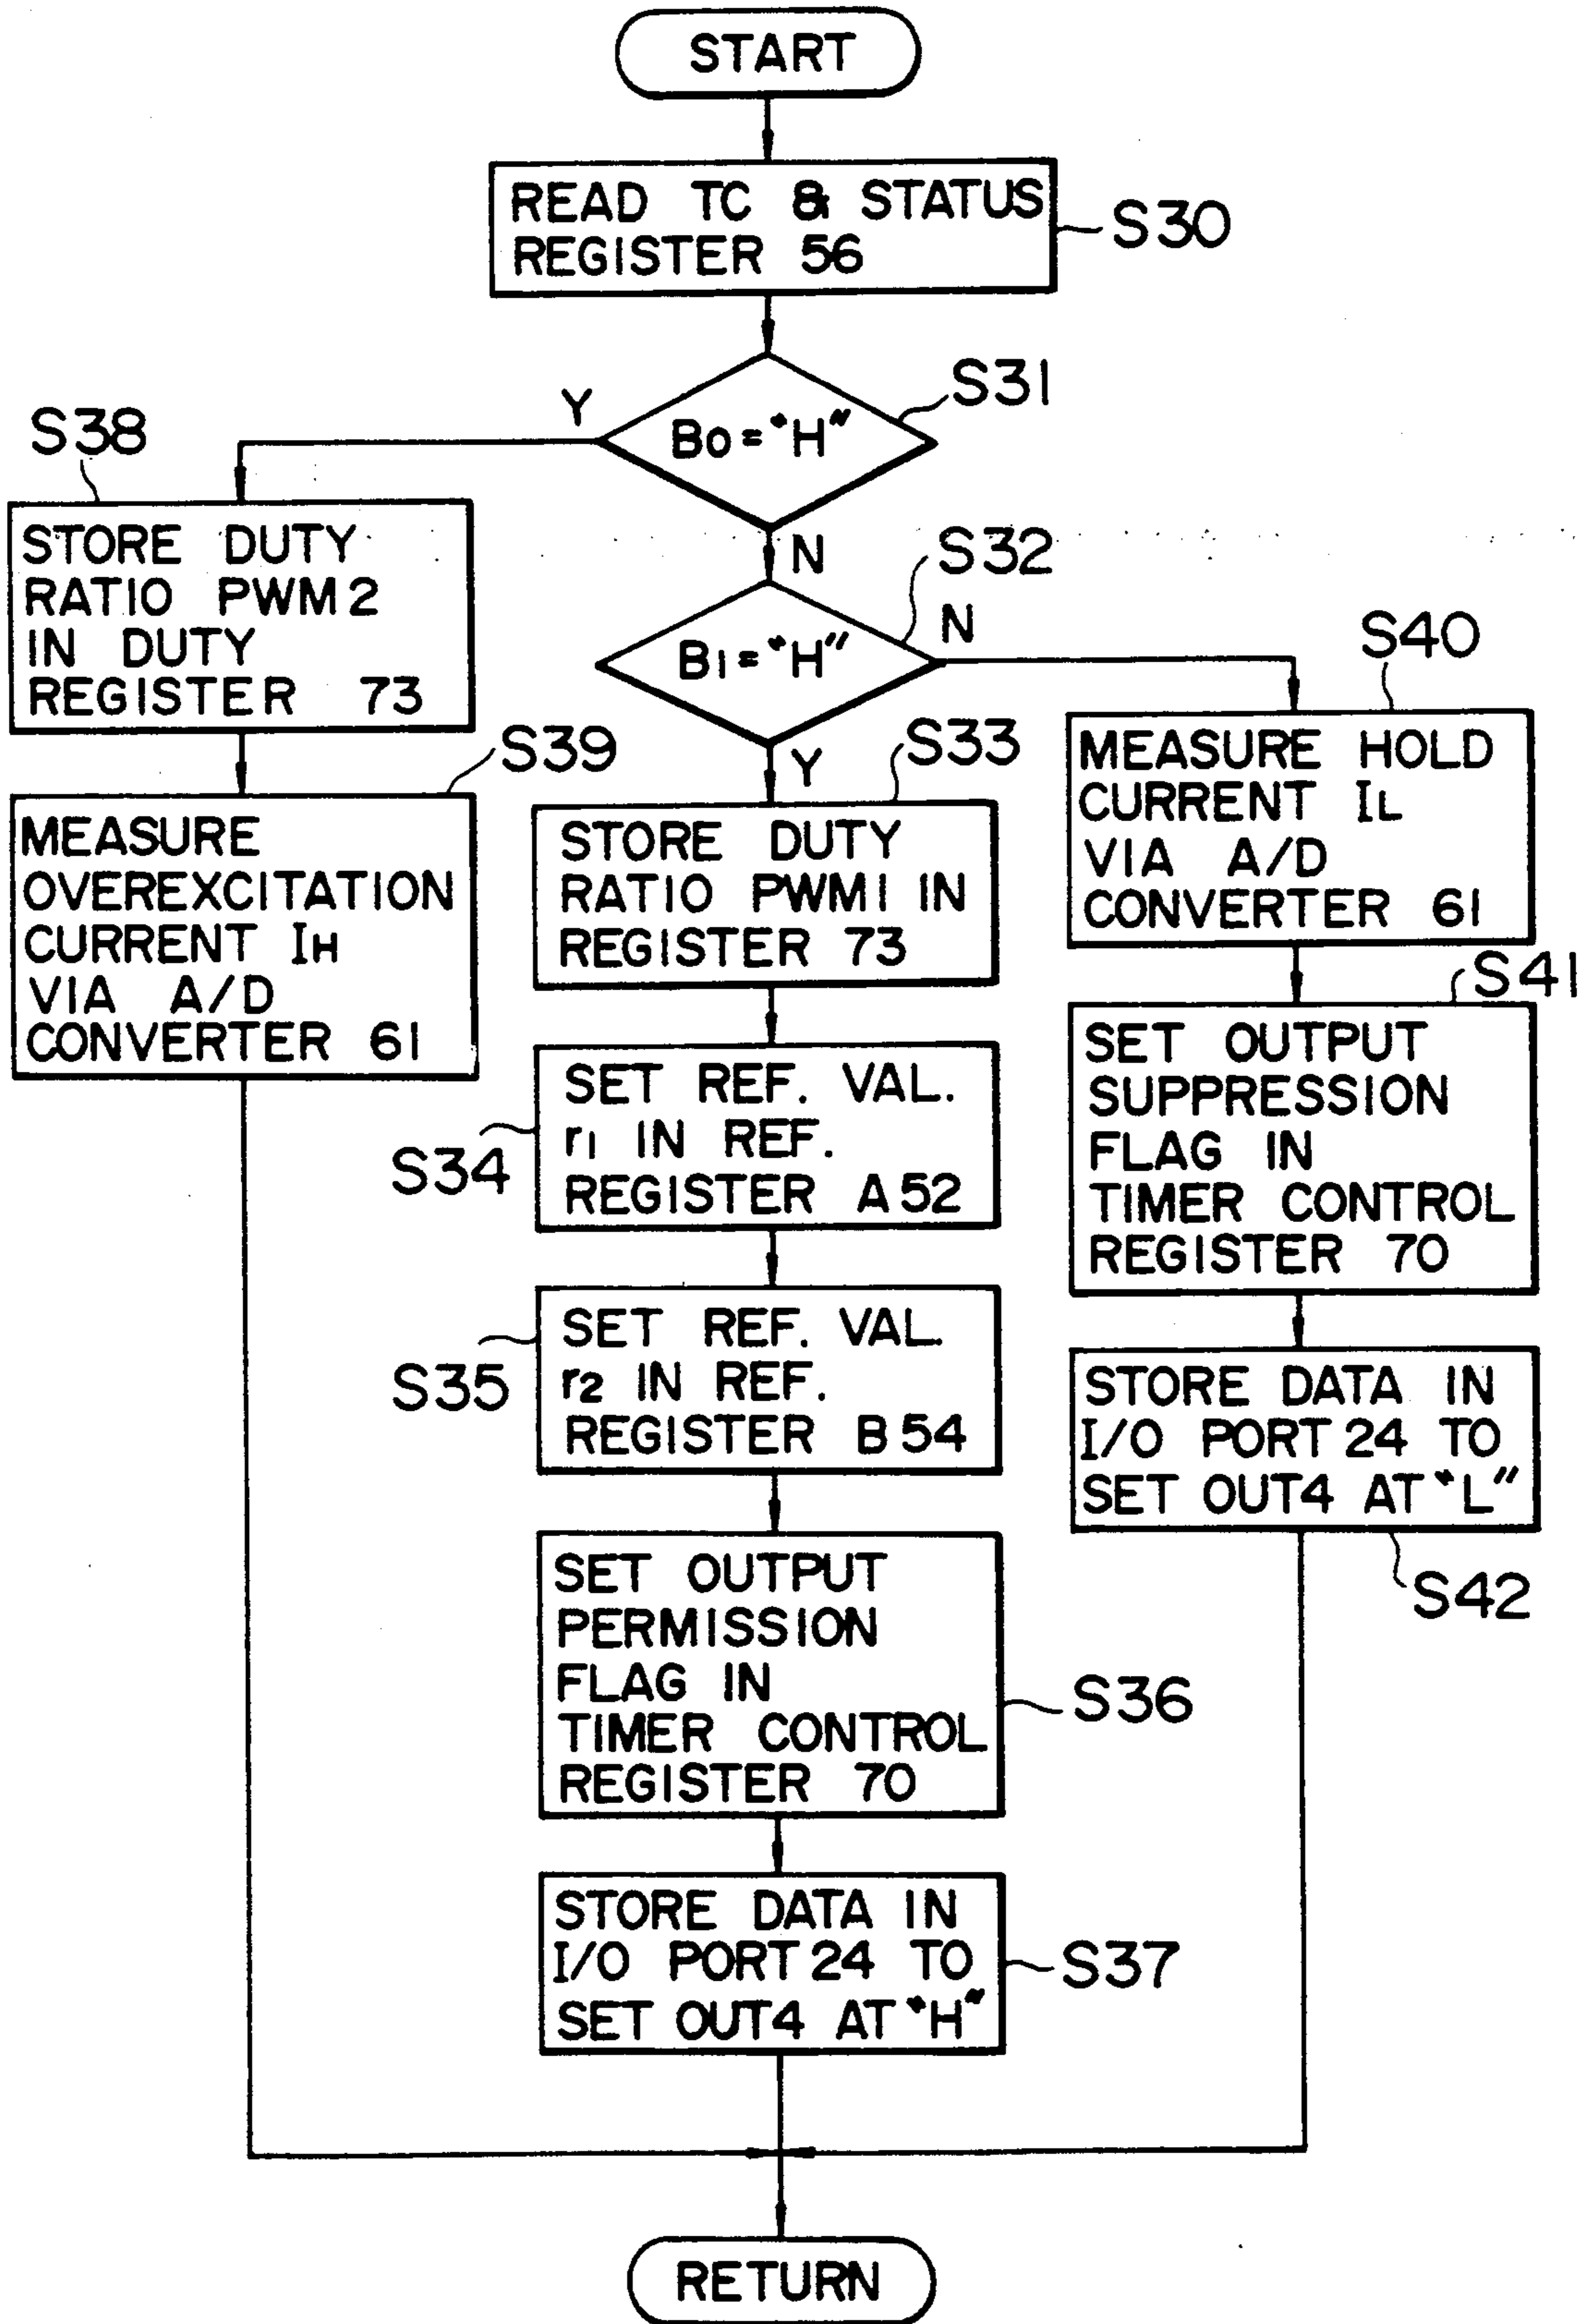 START
READ TC & STATUS
REGISTER 56
S30
B0="H"
S31
Y
N
S38
STORE DUTY
RATIO PWM2
IN DUTY
REGISTER 73
S39
MEASURE
OVEREXCITATION
CURRENT IH
VIA A/D
CONVERTER 61
B1="H"
S32
N
Y
S33
STORE DUTY
RATIO PWM1 IN
REGISTER 73
S34
SET REF. VAL.
r1 IN REF.
REGISTER A52
S35
SET REF. VAL.
r2 IN REF.
REGISTER B54
SET OUTPUT
PERMISSION
FLAG IN
TIMER CONTROL
REGISTER 70
S36
STORE DATA IN
I/O PORT24 TO
SET OUT4 AT "H"
S37
S40
MEASURE HOLD
CURRENT IL
VIA A/D
CONVERTER 61
S41
SET OUTPUT
SUPPRESSION
FLAG IN
TIMER CONTROL
REGISTER 70
STORE DATA IN
I/O PORT24 TO
SET OUT4 AT "L"
S42
RETURN